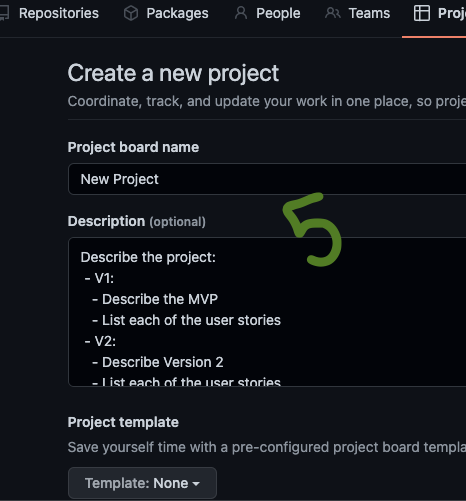 Repositories Packages People Teams Proj
Create a new project
Coordinate, track, and update your work in one place, so proje
Project board name
New Project
5
Description (optional)
Describe the project:
- V1:
- Describe the MVP
- List each of the user stories
- V2:
- Describe Version 2
- List each of the user stories
Project template
Save yourself time with a pre-configured project board templa
Template: None